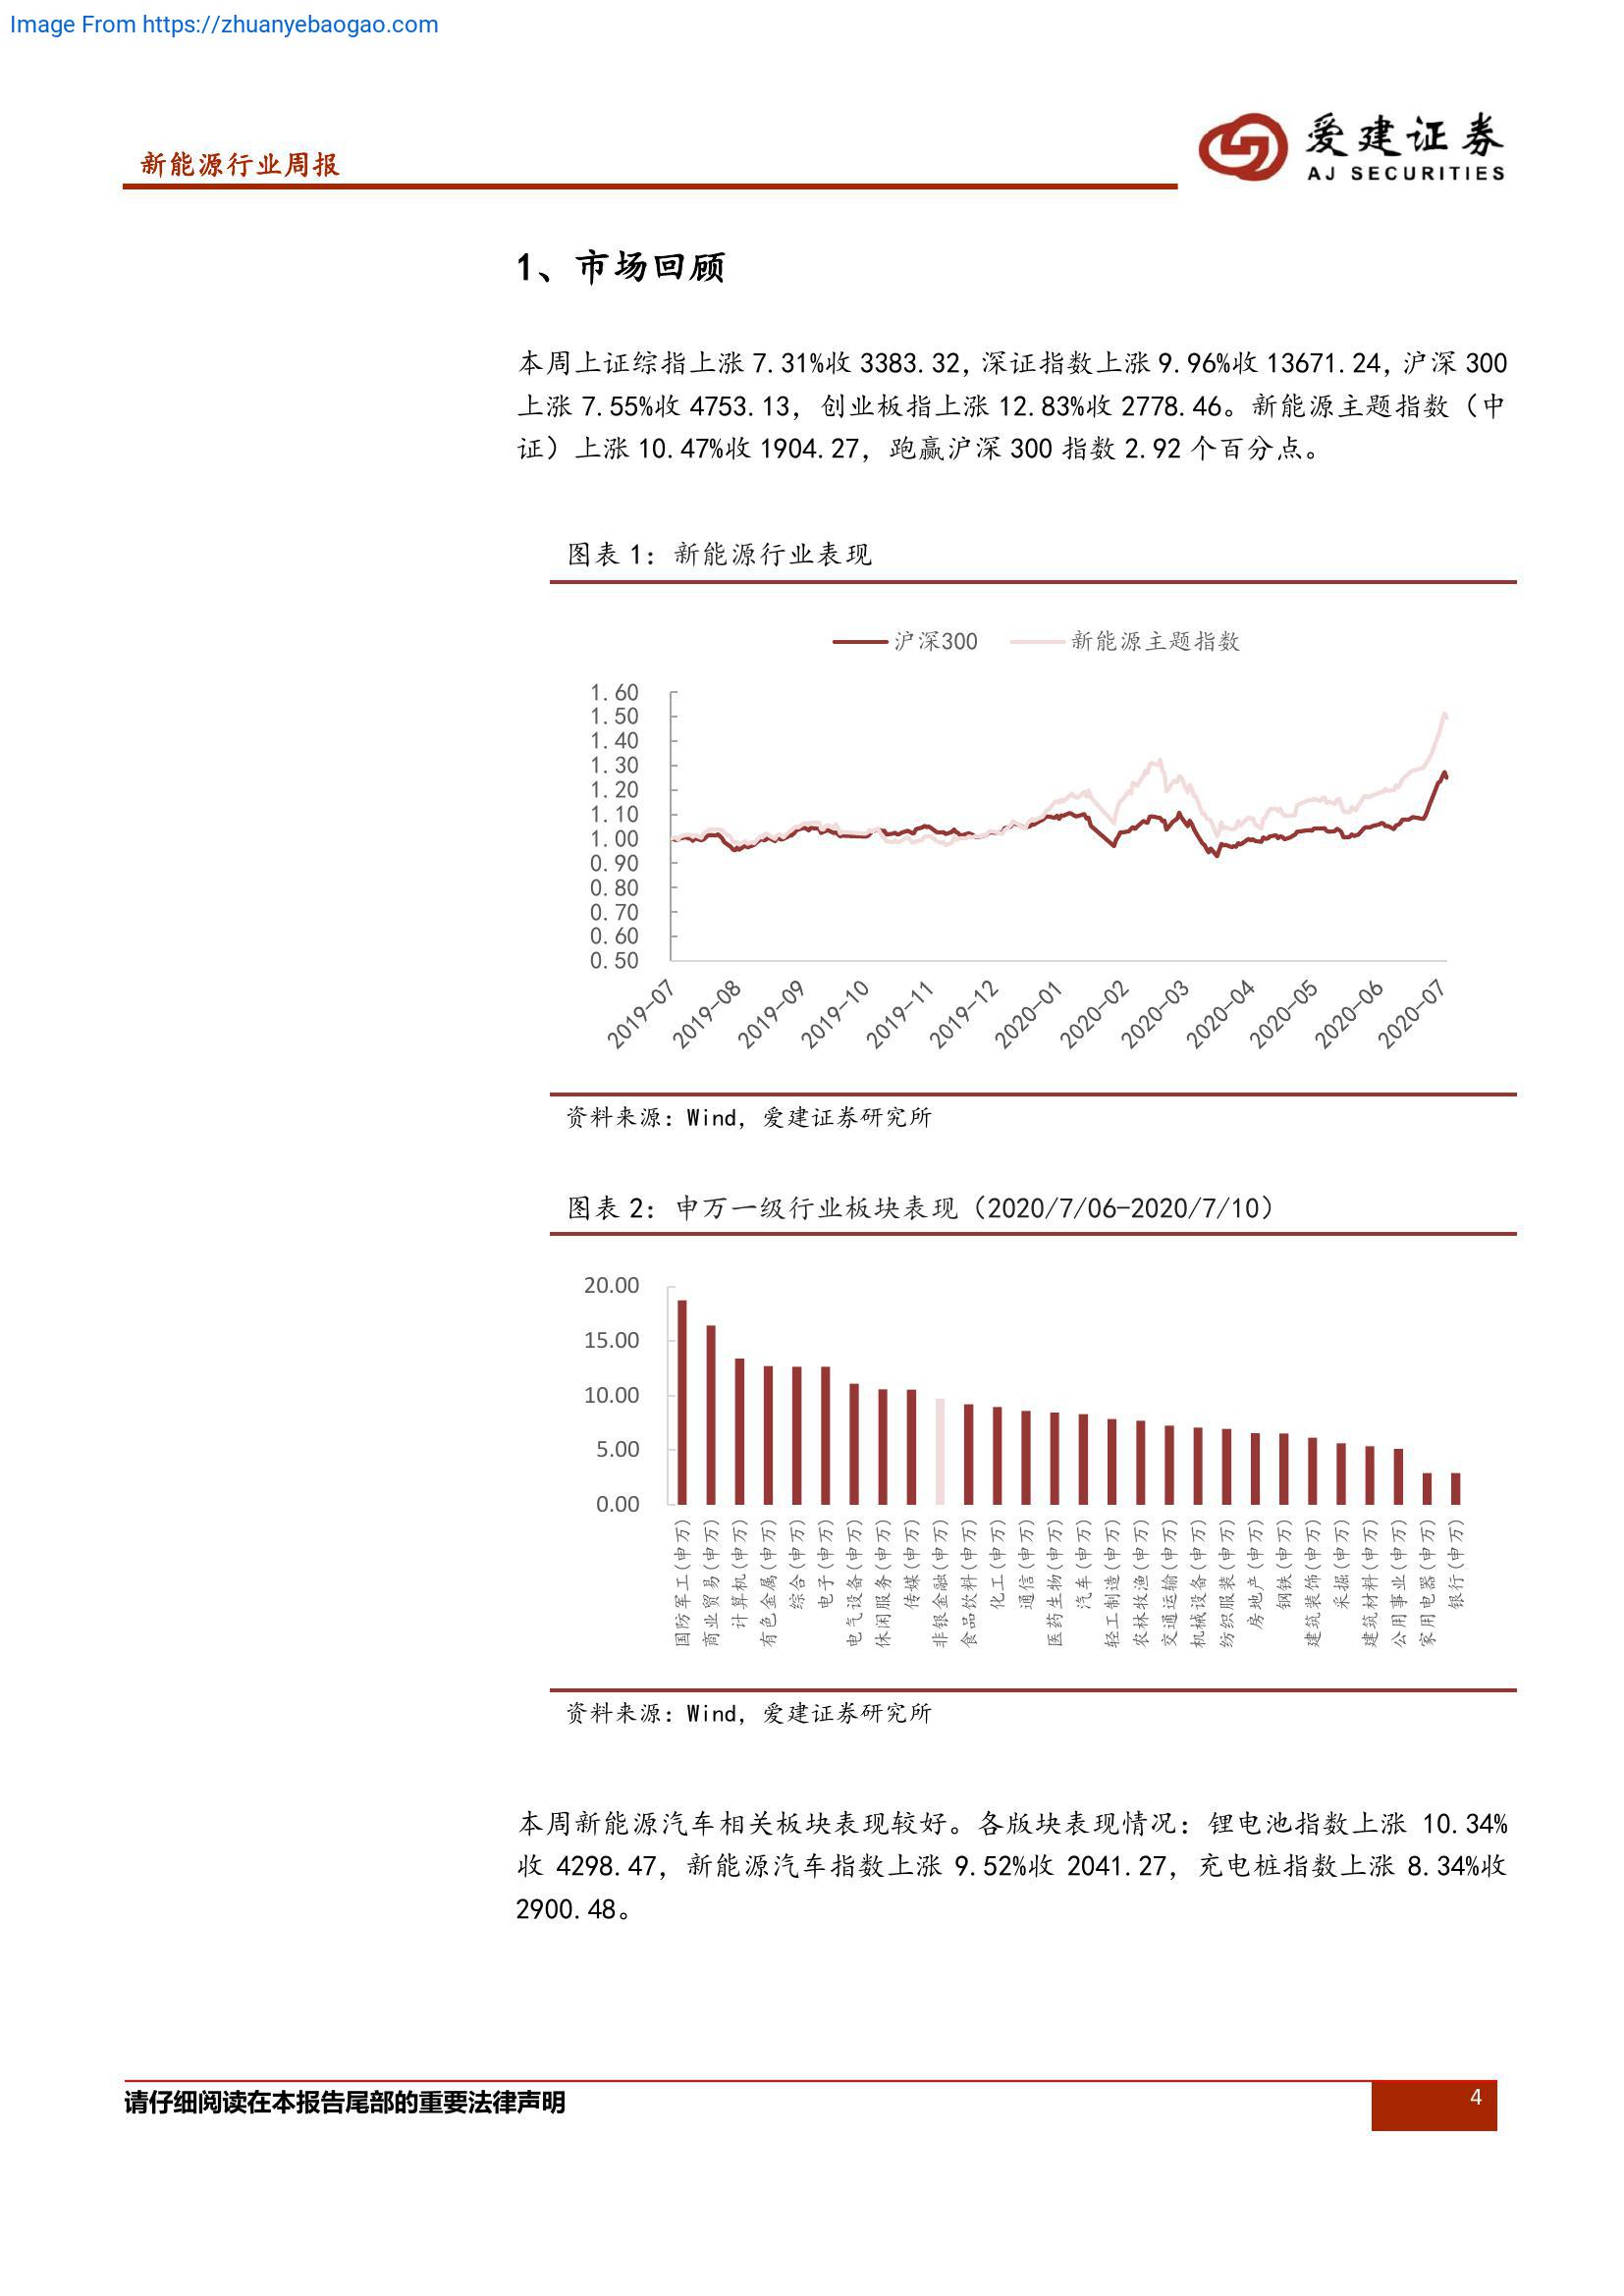 Image From https://zhuanyebaogao.com
新能源行业周报
爱建证券
AJ SECURITIES
1、市场回顾
本周上证综指上涨 7.31%收 3383.32，深证指数上涨 9.96%收 13671.24，沪深 300
上涨 7.55%收 4753.13，创业板指上涨 12.83%收 2778.46。新能源主题指数（中
证）上涨 10.47%收 1904.27，跑赢沪深 300 指数 2.92 个百分点。
图表 1：新能源行业表现
沪深300 新能源主题指数
1.60
1.50
1.40
1.30
1.20
1.10
1.00
0.90
0.80
0.70
0.60
0.50
2019-07 2019-08 2019-09 2019-10 2019-11 2019-12 2020-01 2020-02 2020-03 2020-04 2020-05 2020-06 2020-07
资料来源：Wind，爱建证券研究所
图表 2：申万一级行业板块表现（2020/7/06-2020/7/10）
20.00
15.00
10.00
5.00
0.00
国防军工(申万)
商业贸易(申万)
计算机(申万)
有色金属(申万)
综合(申万)
电子(申万)
电气设备(申万)
休闲服务(申万)
传媒(申万)
非银金融(申万)
食品饮料(申万)
化工(申万)
通信(申万)
医药生物(申万)
汽车(申万)
轻工制造(申万)
农林牧渔(申万)
交通运输(申万)
机械设备(申万)
纺织服装(申万)
房地产(申万)
钢铁(申万)
建筑装饰(申万)
采掘(申万)
建筑材料(申万)
公用事业(申万)
家用电器(申万)
银行(申万)
资料来源：Wind，爱建证券研究所
本周新能源汽车相关板块表现较好。各版块表现情况：锂电池指数上涨 10.34%
收 4298.47，新能源汽车指数上涨 9.52%收 2041.27，充电桩指数上涨 8.34%收
2900.48。
请仔细阅读在本报告尾部的重要法律声明
4